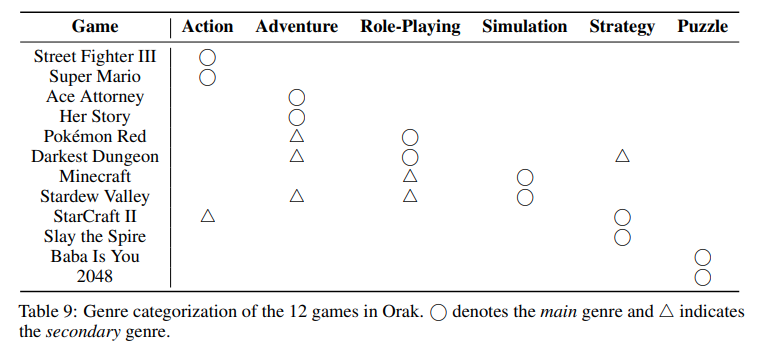 Game Action Adventure Role-Playing Simulation Strategy Puzzle
Street Fighter III ○
Super Mario ○
Ace Attorney ○
Her Story ○
Pokémon Red △ ○
Darkest Dungeon △ ○ △
Minecraft △ ○
Stardew Valley △ △ ○
StarCraft II △ ○
Slay the Spire ○
Baba Is You ○
2048 ○
Table 9: Genre categorization of the 12 games in Orak. ○ denotes the main genre and △ indicates
the secondary genre.